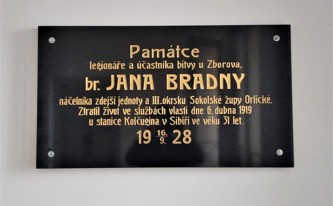 Památce
legionáře a účastníka bitvy u Zborova,
br. JANA BRADNY
náčelníka zdejší jednoty a III. okrsku Sokolské župy Orlické.
Ztratil život ve službách vlasti dne 6. dubna 1919
u stanice Kolčugina v Sibiři ve věku 31 let.
19 16/9. 28